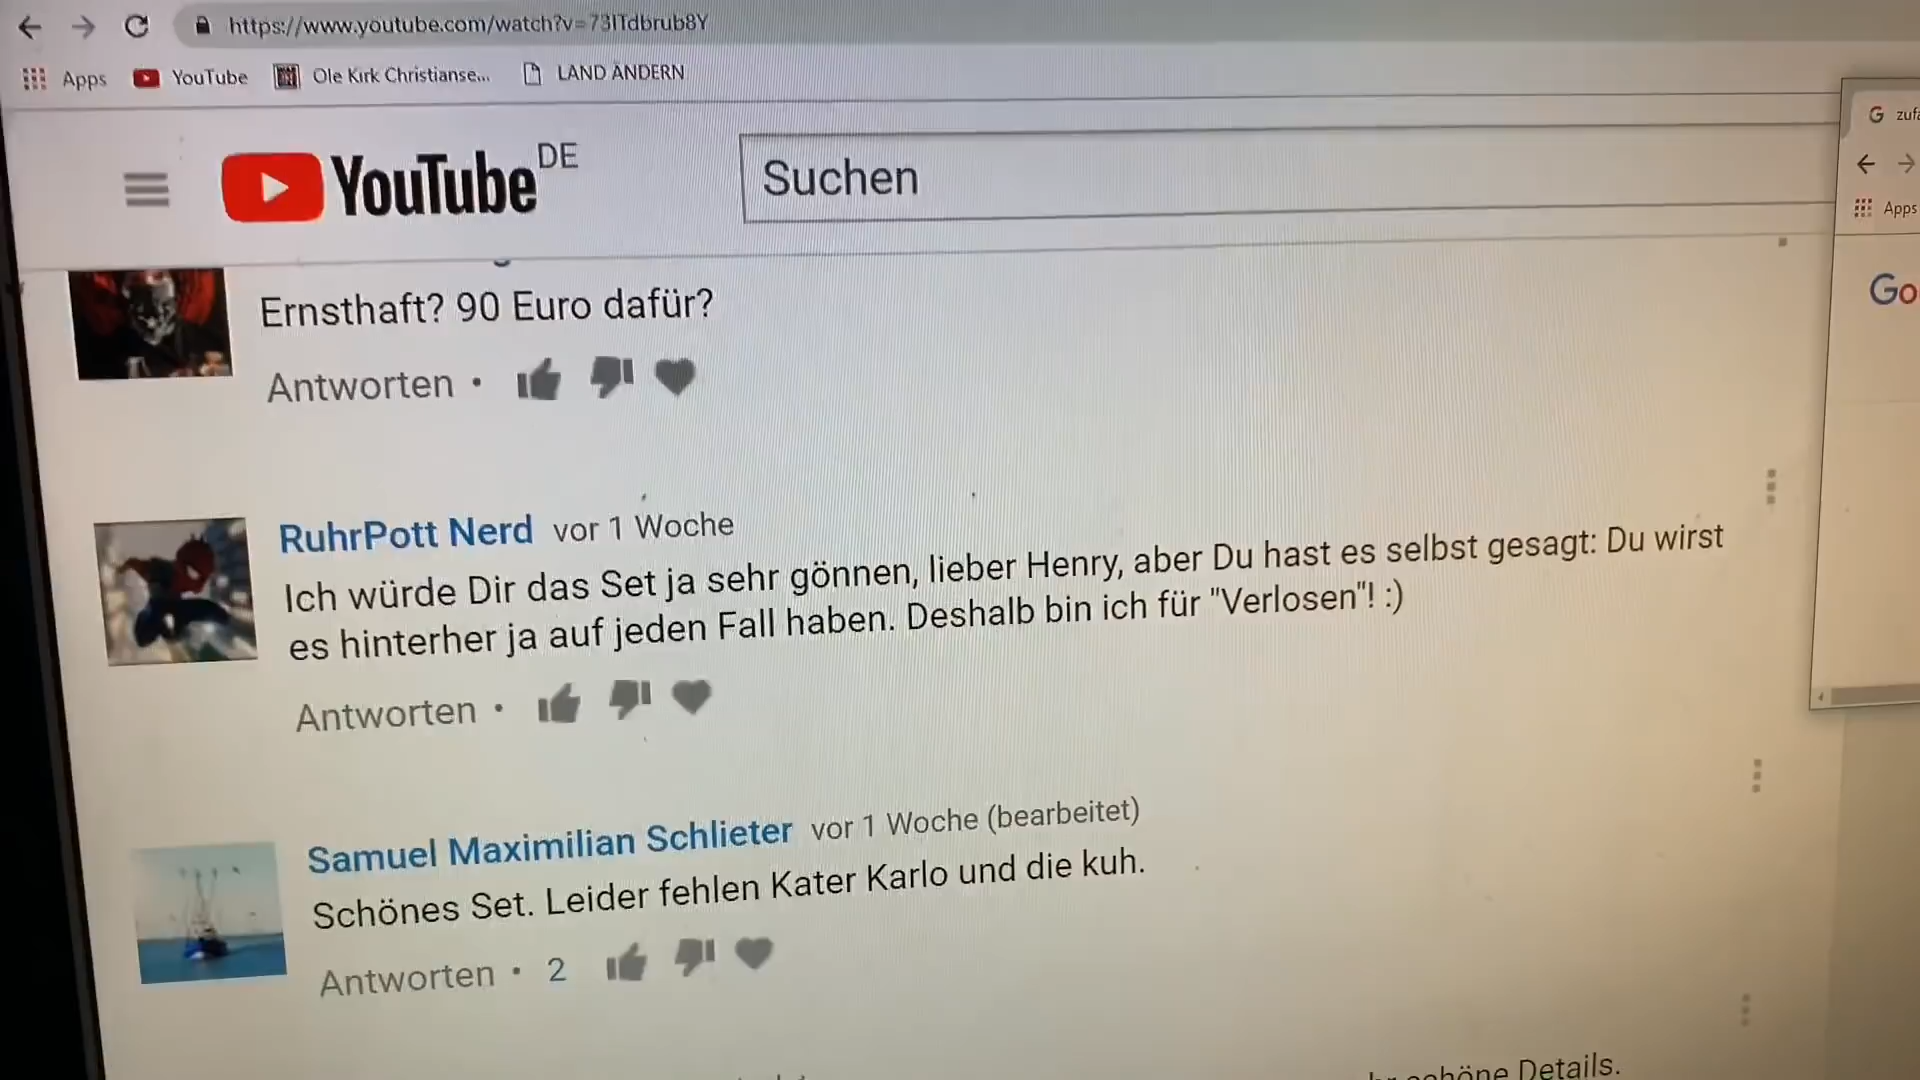 https://www.youtube.com/watch?v=73ITdbrub8Y
Apps YouTube Ole Kirk Christianse... LAND ÄNDERN
G
YouTube DE
Suchen
Apps
Ernsthaft? 90 Euro dafür?
Antworten •
RuhrPott Nerd vor 1 Woche
Ich würde Dir das Set ja sehr gönnen, lieber Henry, aber Du hast es selbst gesagt: Du wirst
es hinterher ja auf jeden Fall haben. Deshalb bin ich für "Verlosen"! :)
Antworten •
Samuel Maximilian Schlieter vor 1 Woche (bearbeitet)
Schönes Set. Leider fehlen Kater Karlo und die kuh.
Antworten • 2
schöne Details.